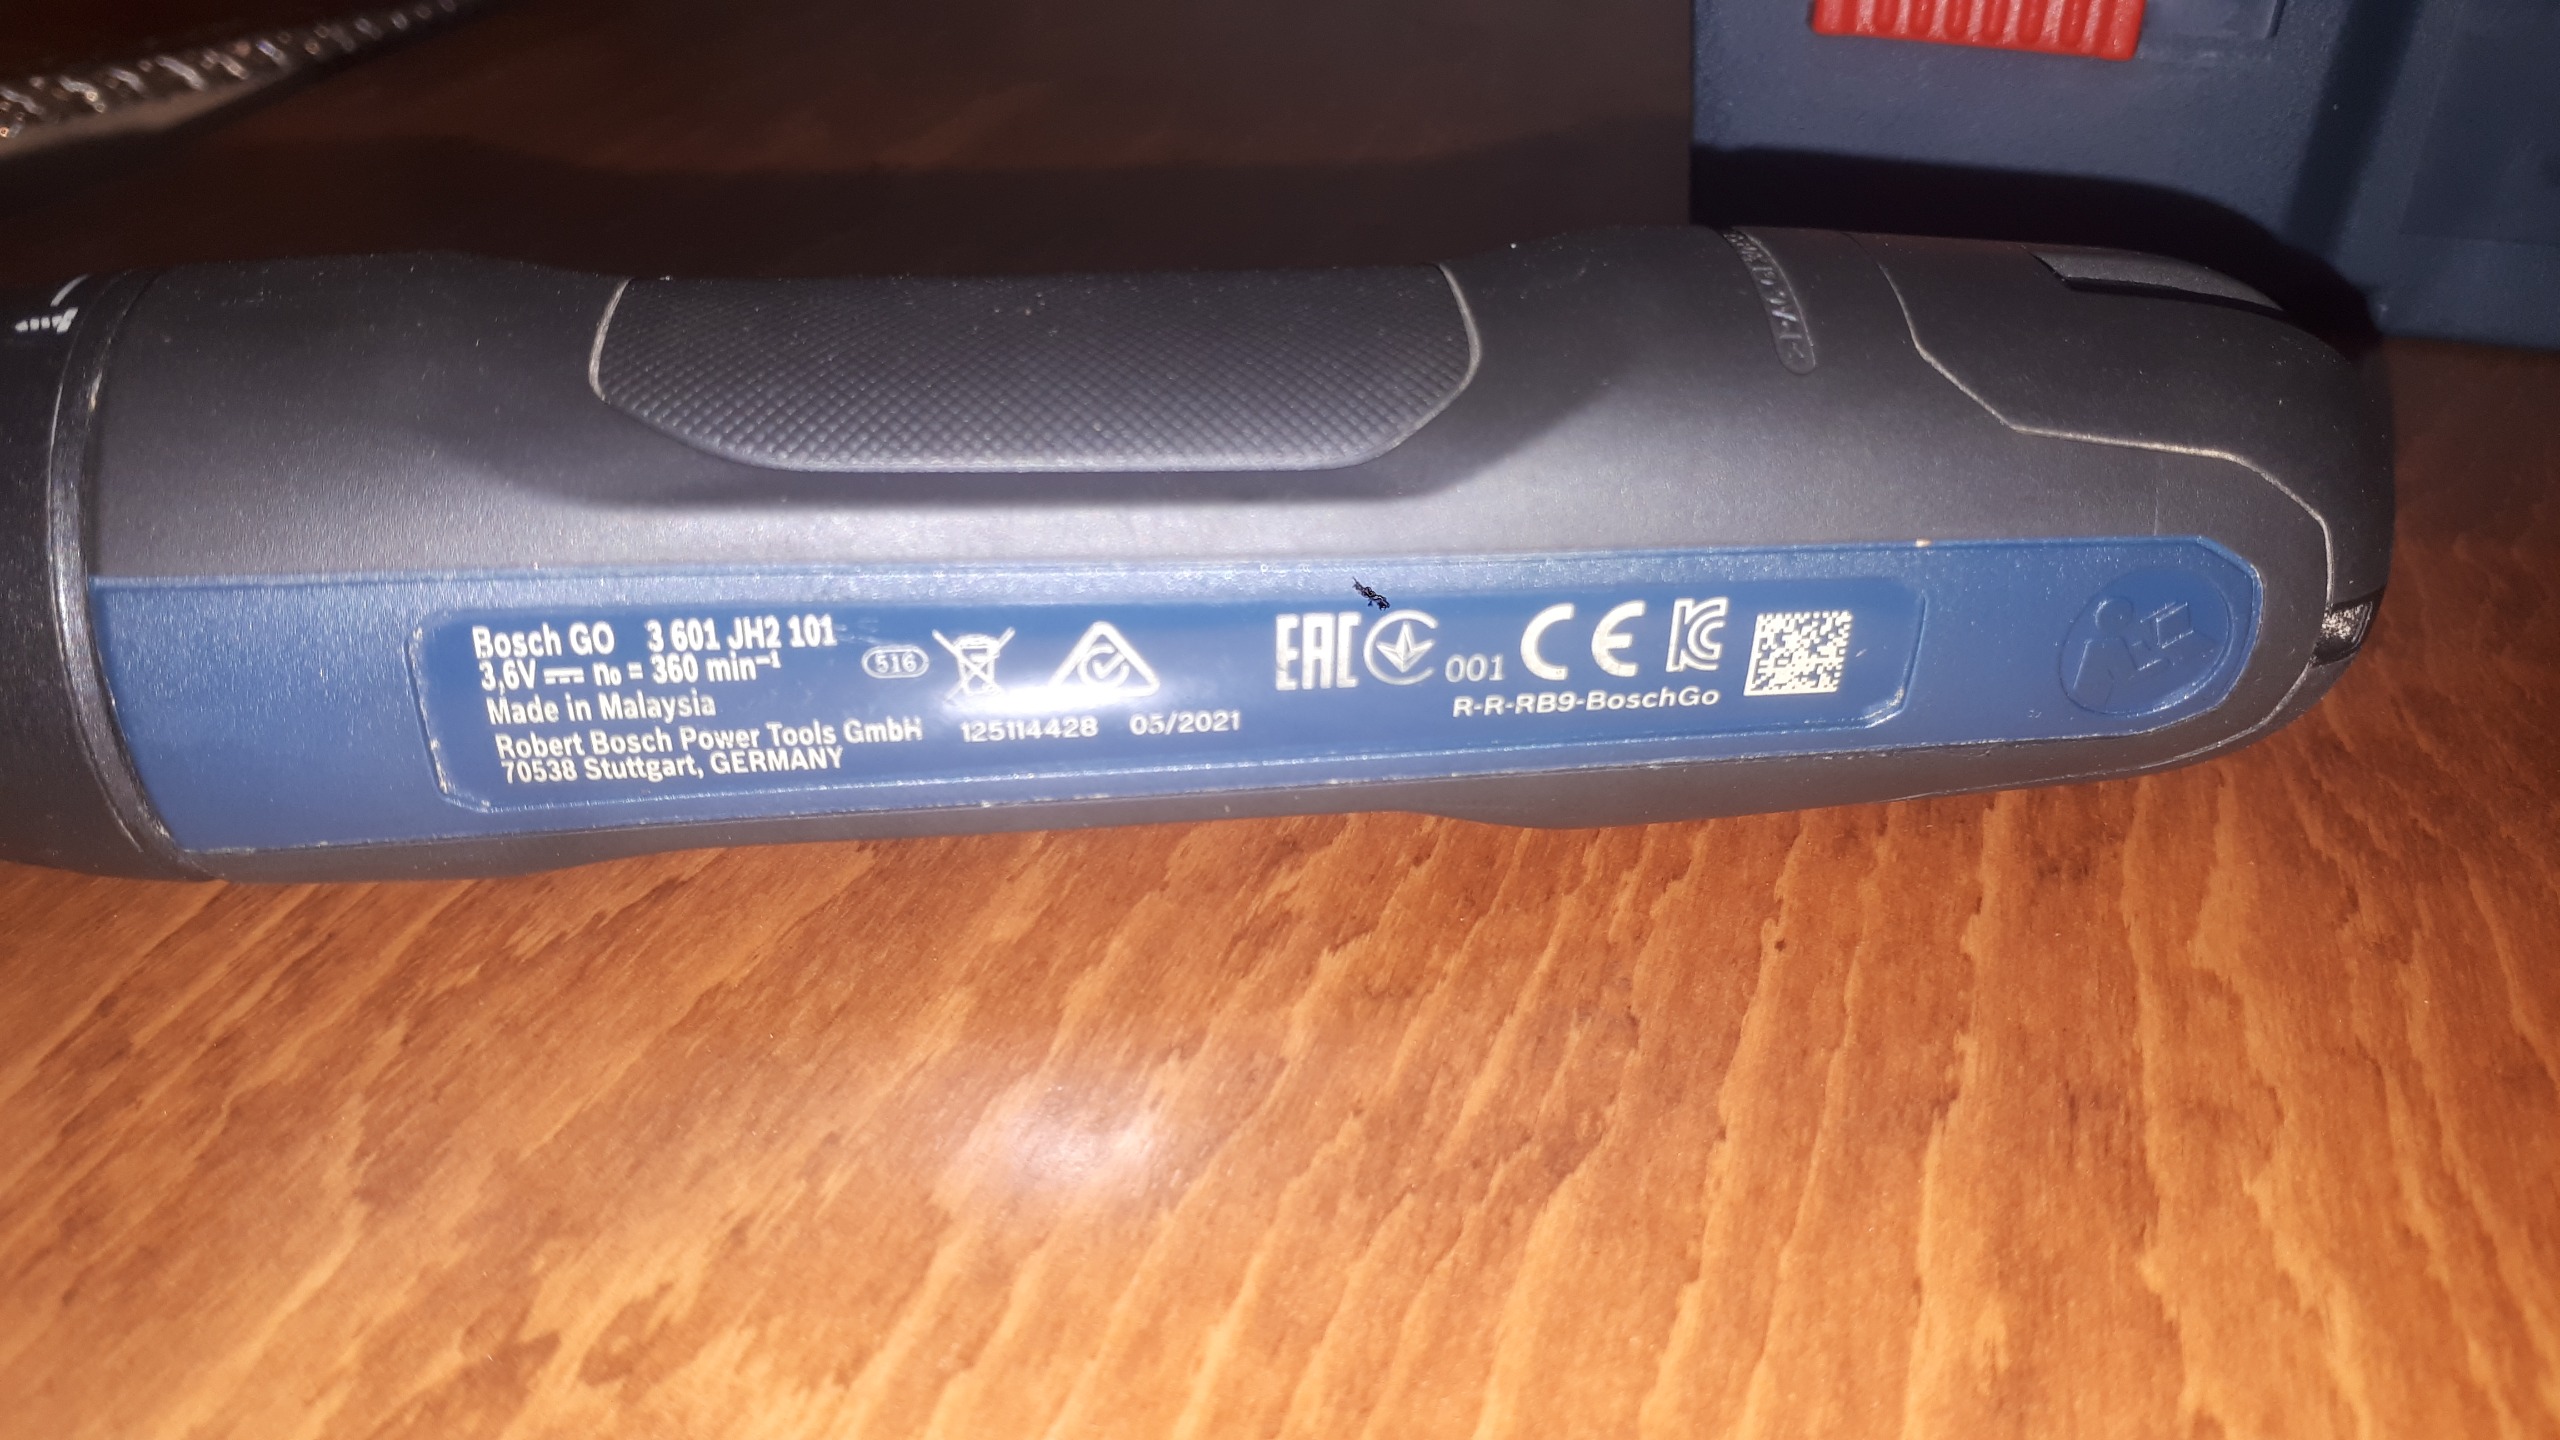 Bosch GO 3 601 JH2 101
3,6V n₀ = 360 min⁻¹
Made in Malaysia
Robert Bosch Power Tools GmbH 125114428 05/2021
70538 Stuttgart, GERMANY
516
EAC 001 CE KC
R-R-RB9-BoschGo